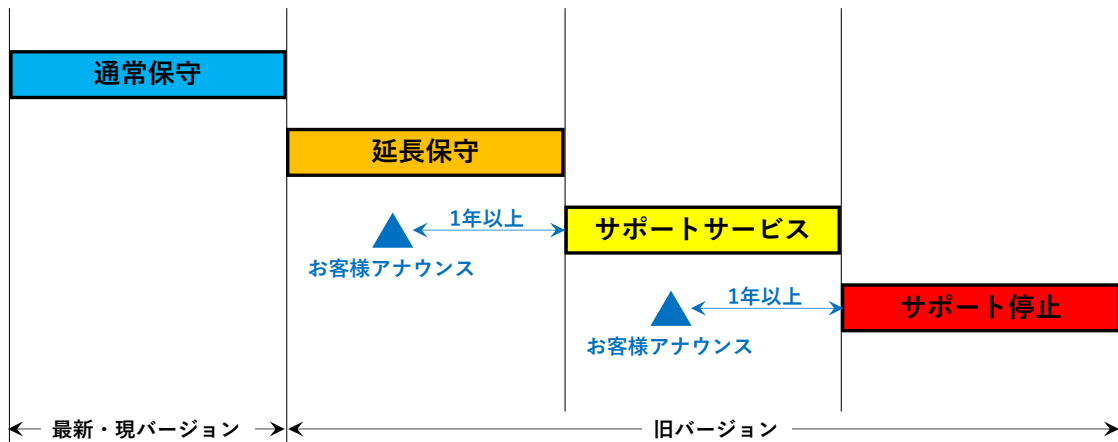 通常保守
延長保守
1年以上
サポートサービス
お客様アナウンス
1年以上
サポート停止
お客様アナウンス
最新・現バージョン
旧バージョン